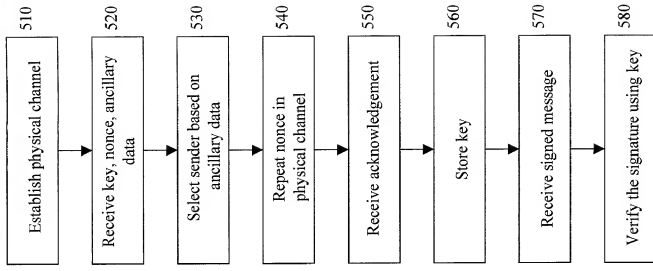 510
Establish physical channel
520
Receive key, nonce, ancillary
data
530
Select sender based on
ancillary data
540
Repeat nonce in
physical channel
550
Receive acknowledgement
560
Store key
570
Receive signed message
580
Verify the signature using key